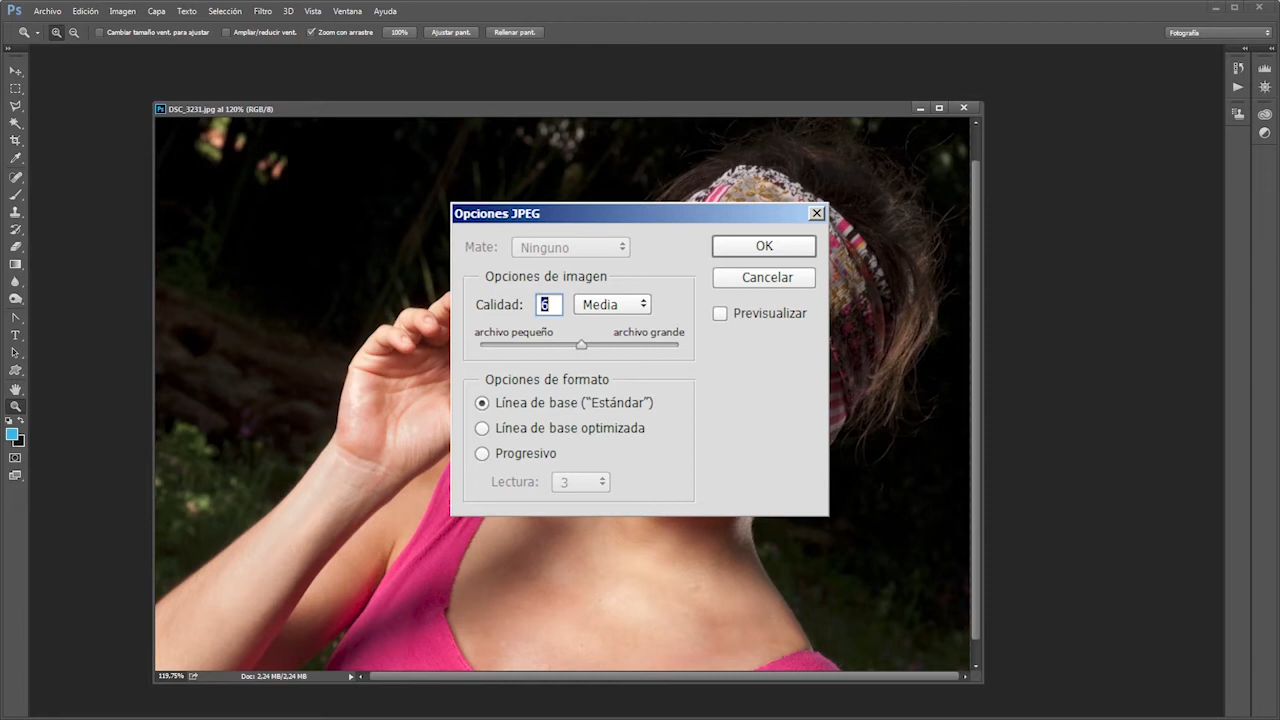 Ps Archivo Edición Imagen Capa Texto Selección Filtro 3D Vista Ventana Ayuda
Cambiar tamaño vent. para ajustar Ampliar/reducir vent. Zoom con arrastre 100% Ajustar pant. Rellenar pant. Fotografía
Ps DSC_3231.jpg al 120% (RGB/8)
Opciones JPEG
Mate: Ninguno OK
Opciones de imagen Cancelar
Calidad: 6 Media Previsualizar
archivo pequeño archivo grande
Opciones de formato
Línea de base (“Estándar”)
Línea de base optimizada
Progresivo
Lectura: 3
119,75% Doc: 2,24 MB/2,24 MB